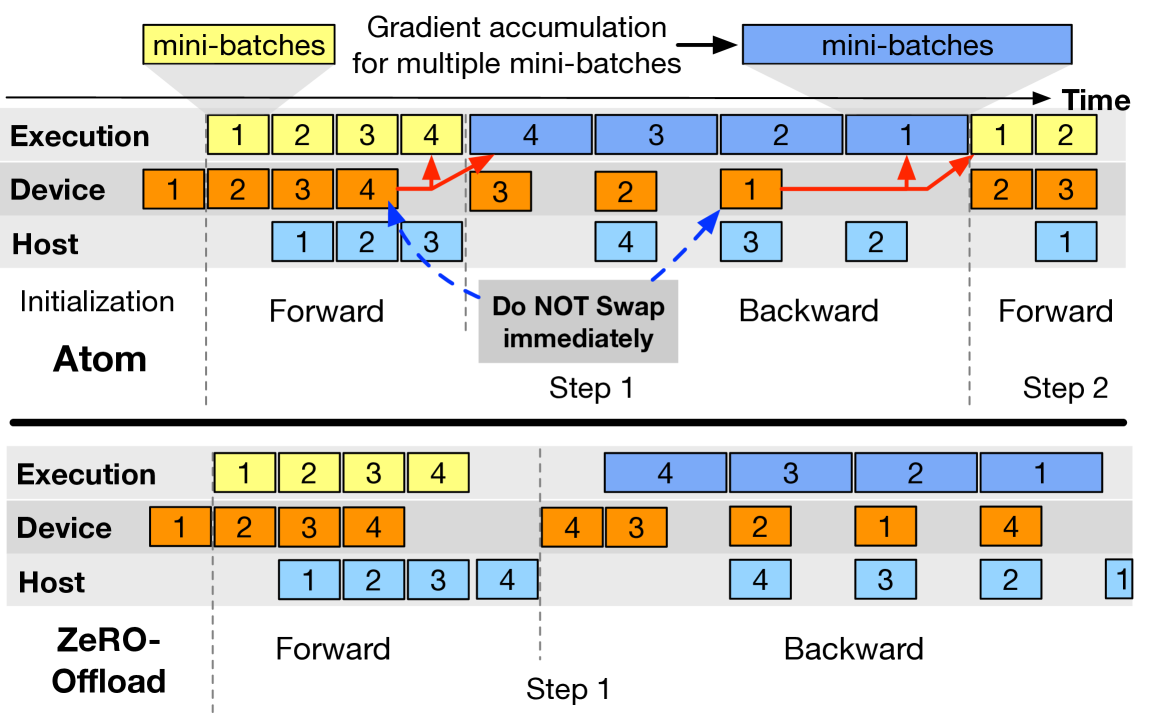 mini-batches
Gradient accumulation
for multiple mini-batches
mini-batches
Time
Execution 1 2 3 4 4 3 2 1 1 2
Device 1 2 3 4 3 2 1 2 3
Host 1 2 3 4 3 2 1
Initialization Forward Do NOT Swap
immediately Backward Forward
Atom
Step 1 Step 2
Execution 1 2 3 4 4 3 2 1
Device 1 2 3 4 4 3 2 1 4
Host 1 2 3 4 4 3 2 1
ZeRO-
Offload
Forward Backward
Step 1